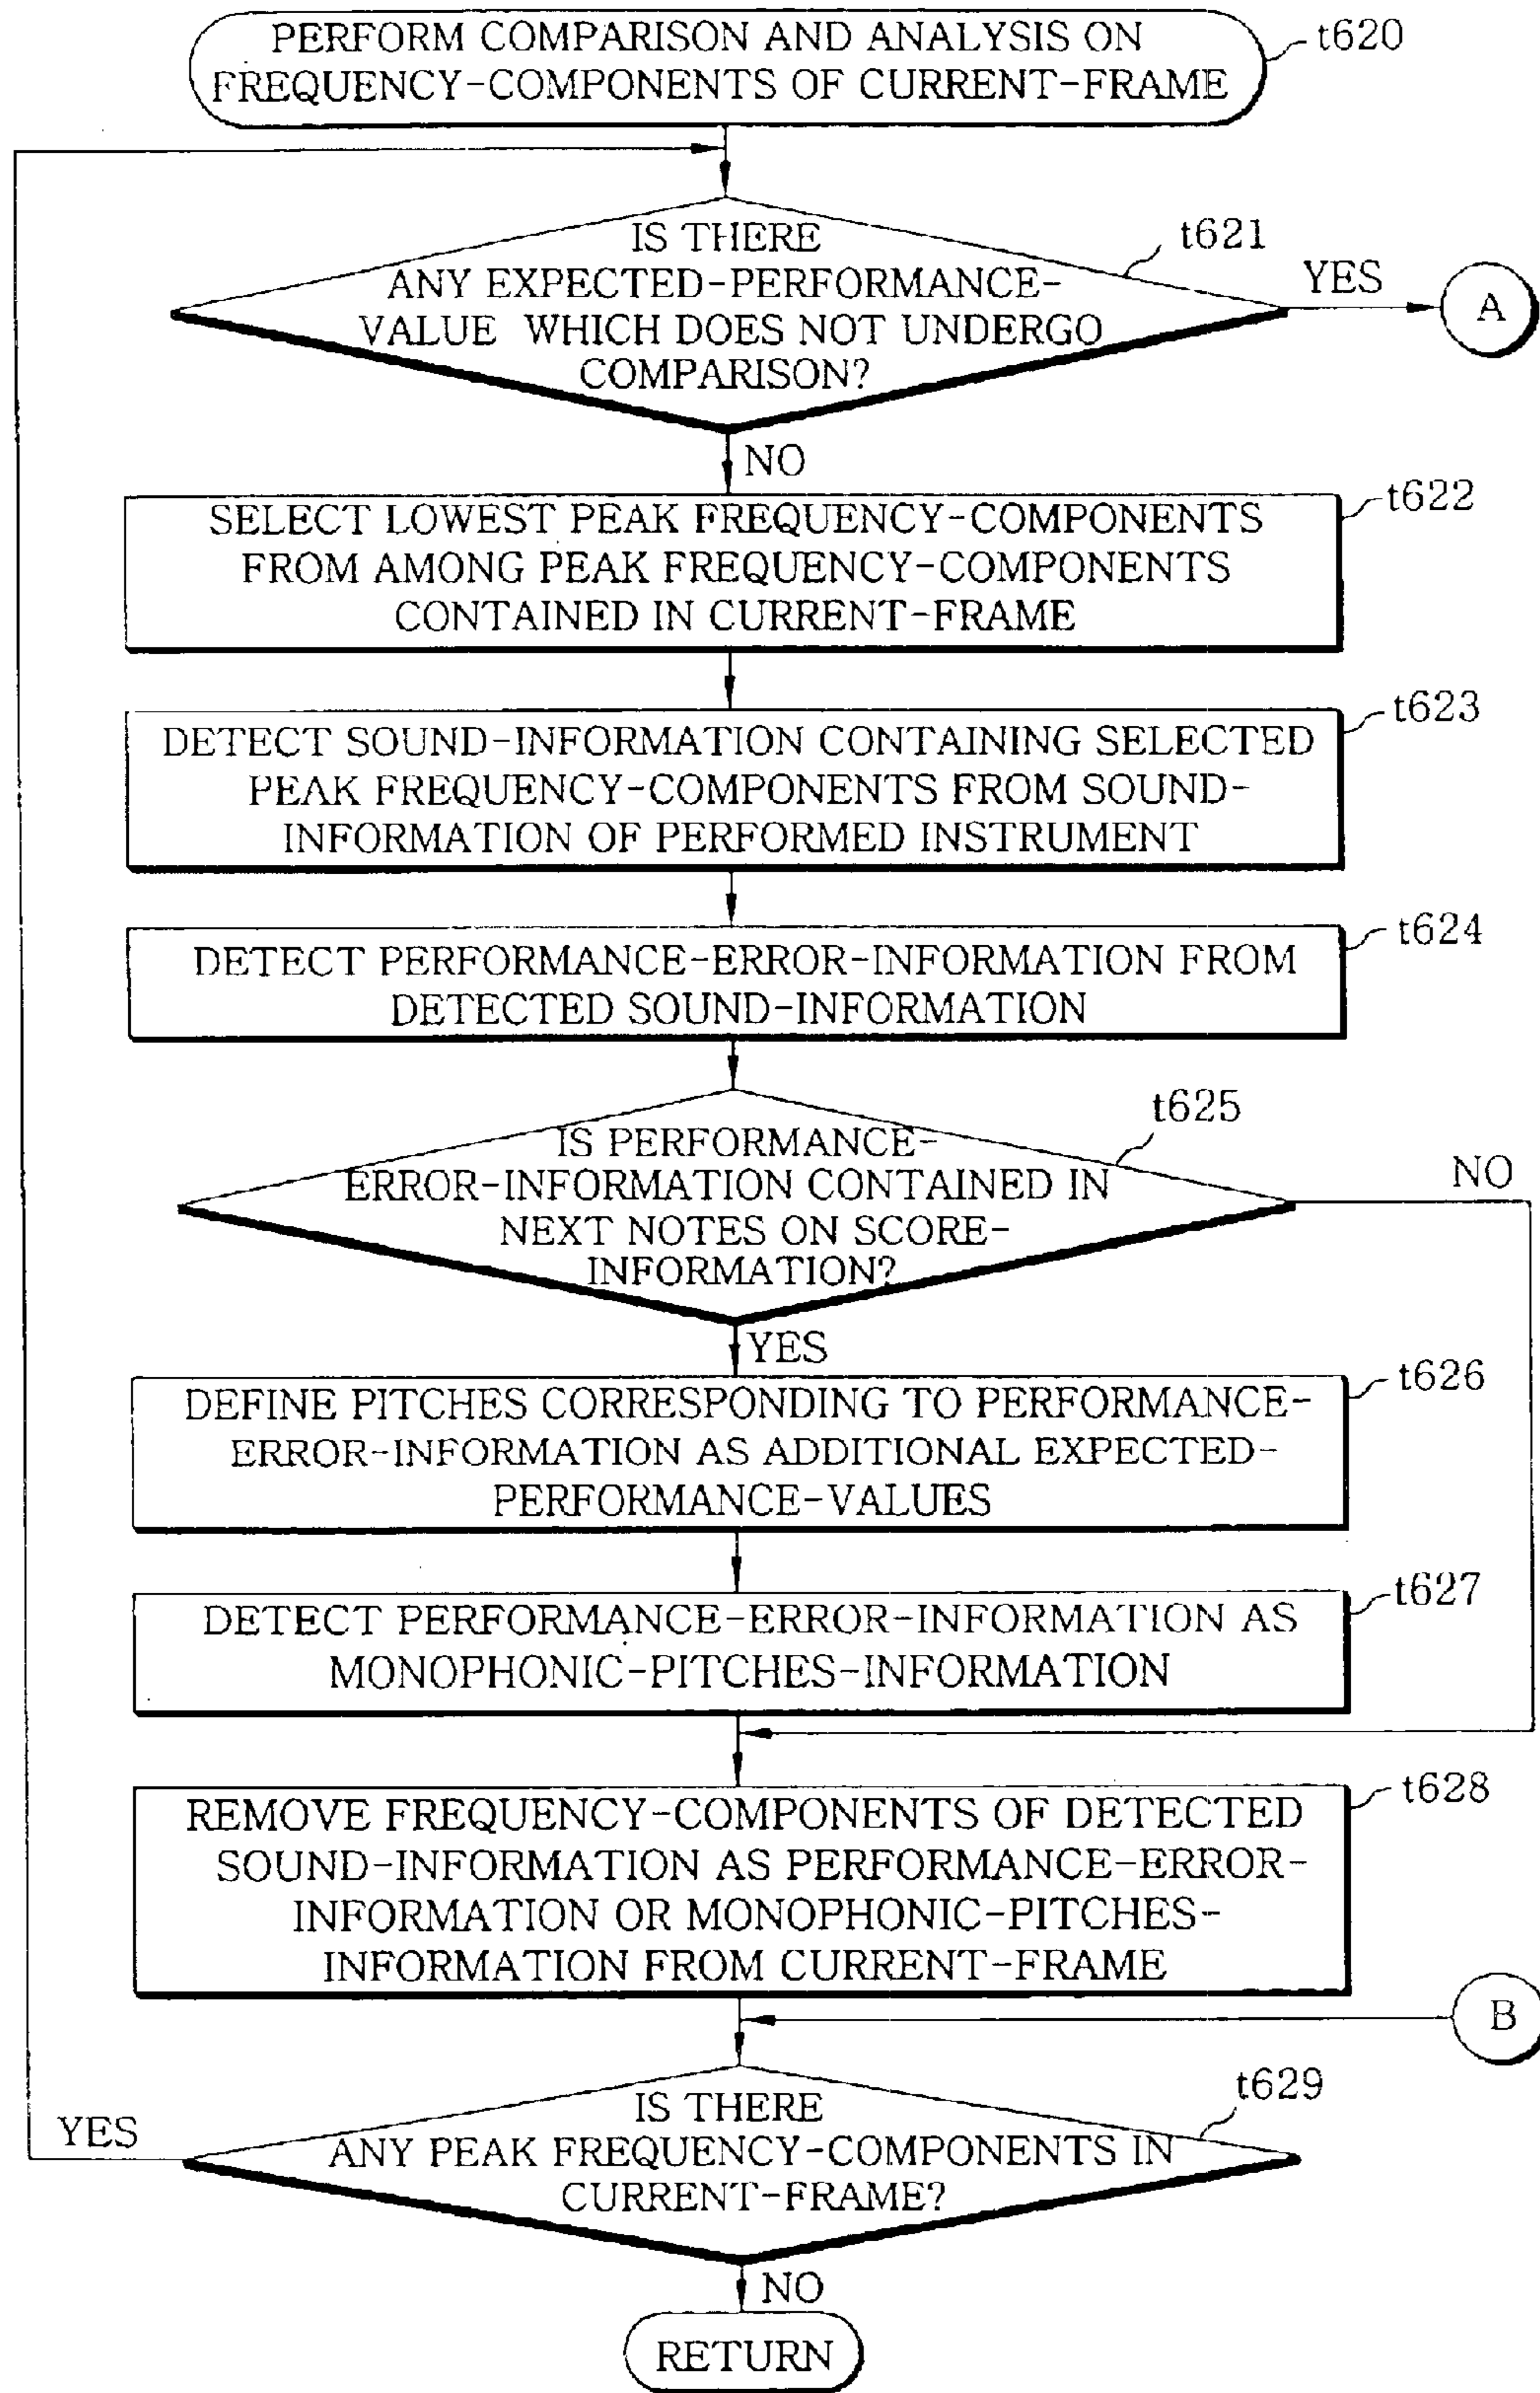 PERFORM COMPARISON AND ANALYSIS ON
FREQUENCY-COMPONENTS OF CURRENT-FRAME
t620
IS THERE
ANY EXPECTED-PERFORMANCE-
VALUE WHICH DOES NOT UNDERGO
COMPARISON?
t621
YES
A
NO
SELECT LOWEST PEAK FREQUENCY-COMPONENTS
FROM AMONG PEAK FREQUENCY-COMPONENTS
CONTAINED IN CURRENT-FRAME
t622
DETECT SOUND-INFORMATION CONTAINING SELECTED
PEAK FREQUENCY-COMPONENTS FROM SOUND-
INFORMATION OF PERFORMED INSTRUMENT
t623
DETECT PERFORMANCE-ERROR-INFORMATION FROM
DETECTED SOUND-INFORMATION
t624
IS PERFORMANCE-
ERROR-INFORMATION CONTAINED IN
NEXT NOTES ON SCORE-
INFORMATION?
t625
NO
YES
DEFINE PITCHES CORRESPONDING TO PERFORMANCE-
ERROR-INFORMATION AS ADDITIONAL EXPECTED-
PERFORMANCE-VALUES
t626
DETECT PERFORMANCE-ERROR-INFORMATION AS
MONOPHONIC-PITCHES-INFORMATION
t627
REMOVE FREQUENCY-COMPONENTS OF DETECTED
SOUND-INFORMATION AS PERFORMANCE-ERROR-
INFORMATION OR MONOPHONIC-PITCHES-
INFORMATION FROM CURRENT-FRAME
t628
B
IS THERE
ANY PEAK FREQUENCY-COMPONENTS IN
CURRENT-FRAME?
t629
YES
NO
RETURN